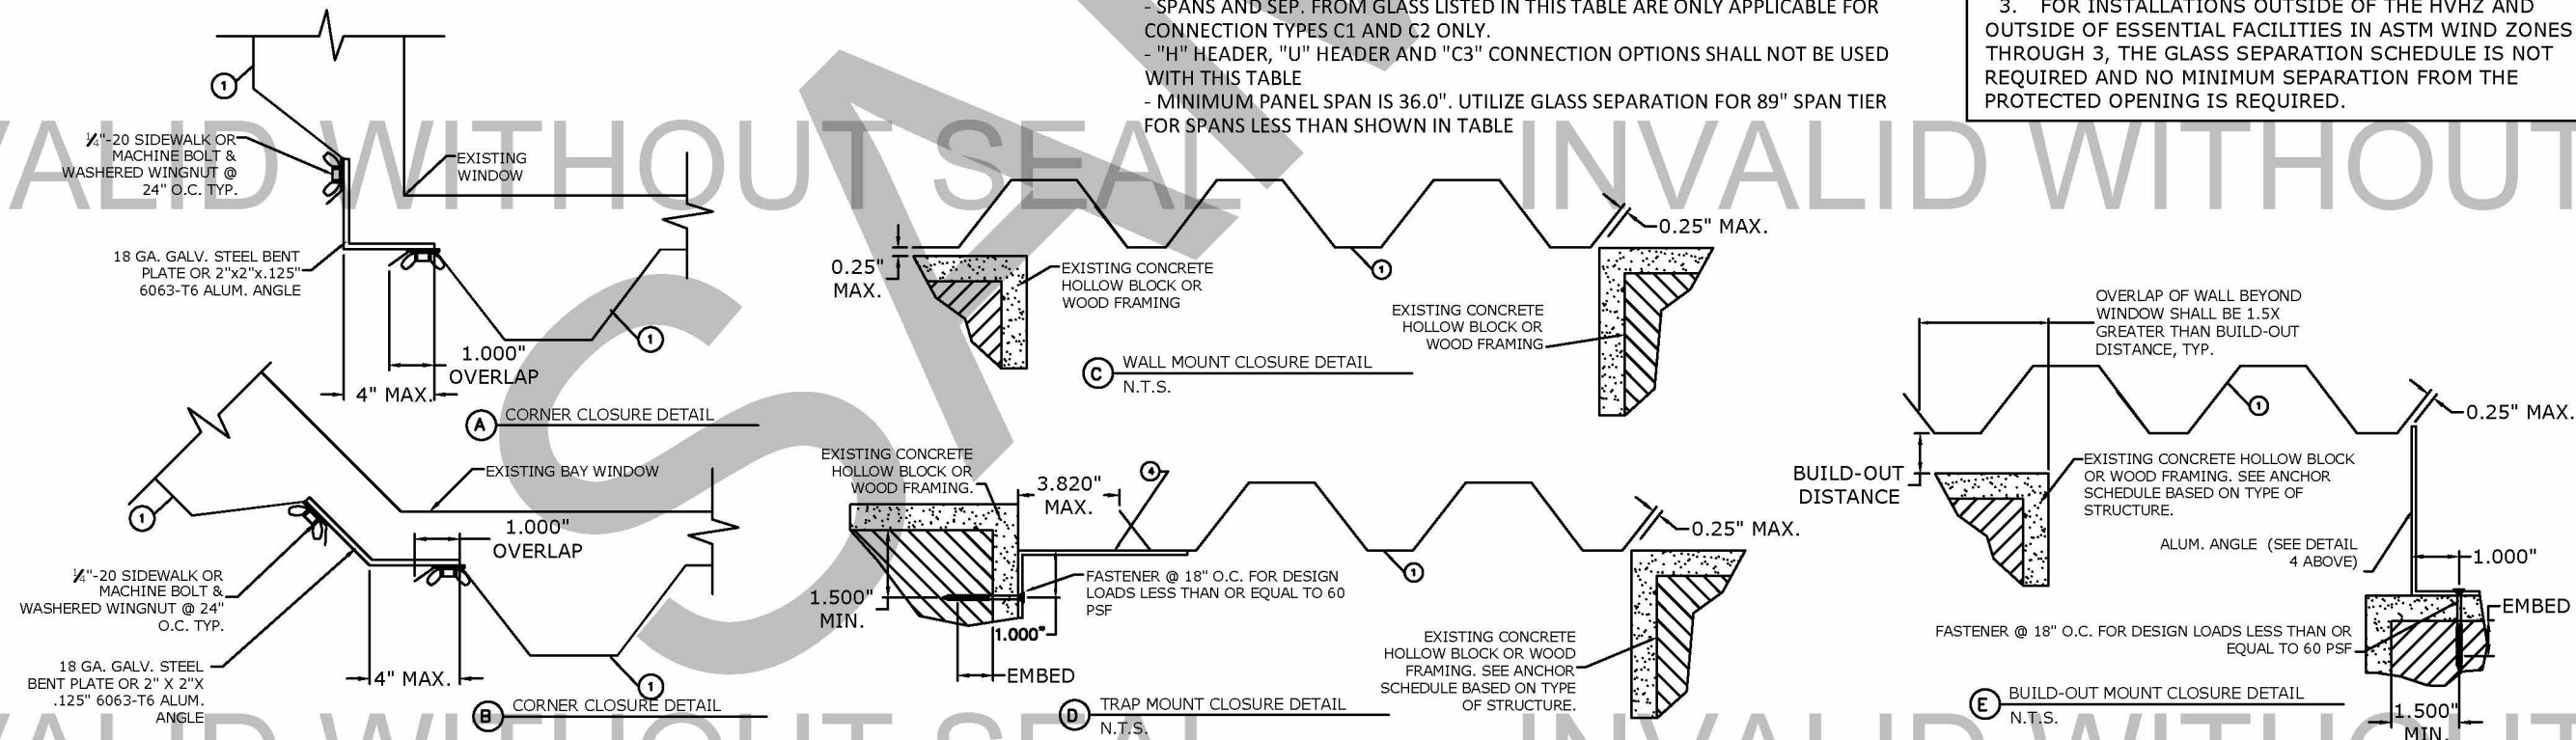 - SPANS AND SEP. FROM GLASS LISTED IN THIS TABLE ARE ONLY APPLICABLE FOR
CONNECTION TYPES C1 AND C2 ONLY.
- "H" HEADER, "U" HEADER AND "C3" CONNECTION OPTIONS SHALL NOT BE USED
WITH THIS TABLE
- MINIMUM PANEL SPAN IS 36.0". UTILIZE GLASS SEPARATION FOR 89" SPAN TIER
FOR SPANS LESS THAN SHOWN IN TABLE
3. FOR INSTALLATIONS OUTSIDE OF THE HVHZ AND
OUTSIDE OF ESSENTIAL FACILITIES IN ASTM WIND ZONES
THROUGH 3, THE GLASS SEPARATION SCHEDULE IS NOT
REQUIRED AND NO MINIMUM SEPARATION FROM THE
PROTECTED OPENING IS REQUIRED.
1
¼"-20 SIDEWALK OR
MACHINE BOLT &
WASHERED WINGNUT @
24" O.C. TYP.
EXISTING
WINDOW
18 GA. GALV. STEEL BENT
PLATE OR 2"x2"x.125"
6063-T6 ALUM. ANGLE
1
1.000"
OVERLAP
4" MAX.
A CORNER CLOSURE DETAIL
EXISTING BAY WINDOW
1
1.000"
OVERLAP
¼"-20 SIDEWALK OR
MACHINE BOLT &
WASHERED WINGNUT @ 24"
O.C. TYP.
18 GA. GALV. STEEL
BENT PLATE OR 2" X 2"X
.125" 6063-T6 ALUM.
ANGLE
4" MAX.
1
B CORNER CLOSURE DETAIL
0.25" MAX.
0.25"
MAX.
EXISTING CONCRETE
HOLLOW BLOCK OR
WOOD FRAMING
1
EXISTING CONCRETE
HOLLOW BLOCK OR
WOOD FRAMING
C WALL MOUNT CLOSURE DETAIL
N.T.S.
EXISTING CONCRETE
HOLLOW BLOCK OR
WOOD FRAMING.
3.820"
MAX.
4
0.25" MAX.
1
FASTENER @ 18" O.C. FOR DESIGN
LOADS LESS THAN OR EQUAL TO 60
PSF
1.500"
MIN.
1.000"
EMBED
EXISTING CONCRETE
HOLLOW BLOCK OR WOOD
FRAMING. SEE ANCHOR
SCHEDULE BASED ON TYPE
OF STRUCTURE.
D TRAP MOUNT CLOSURE DETAIL
N.T.S.
OVERLAP OF WALL BEYOND
WINDOW SHALL BE 1.5X
GREATER THAN BUILD-OUT
DISTANCE, TYP.
1
0.25" MAX.
BUILD-OUT
DISTANCE
EXISTING CONCRETE HOLLOW BLOCK
OR WOOD FRAMING. SEE ANCHOR
SCHEDULE BASED ON TYPE OF
STRUCTURE.
ALUM. ANGLE (SEE DETAIL
4 ABOVE)
1.000"
EMBED
FASTENER @ 18" O.C. FOR DESIGN LOADS LESS THAN OR
EQUAL TO 60 PSF
E BUILD-OUT MOUNT CLOSURE DETAIL
N.T.S.
1.500"
MIN.
VALID WITHOUT SEAL
INVALID WITHOUT
VALID WITHOUT SEAL
INVALID WITHOUT